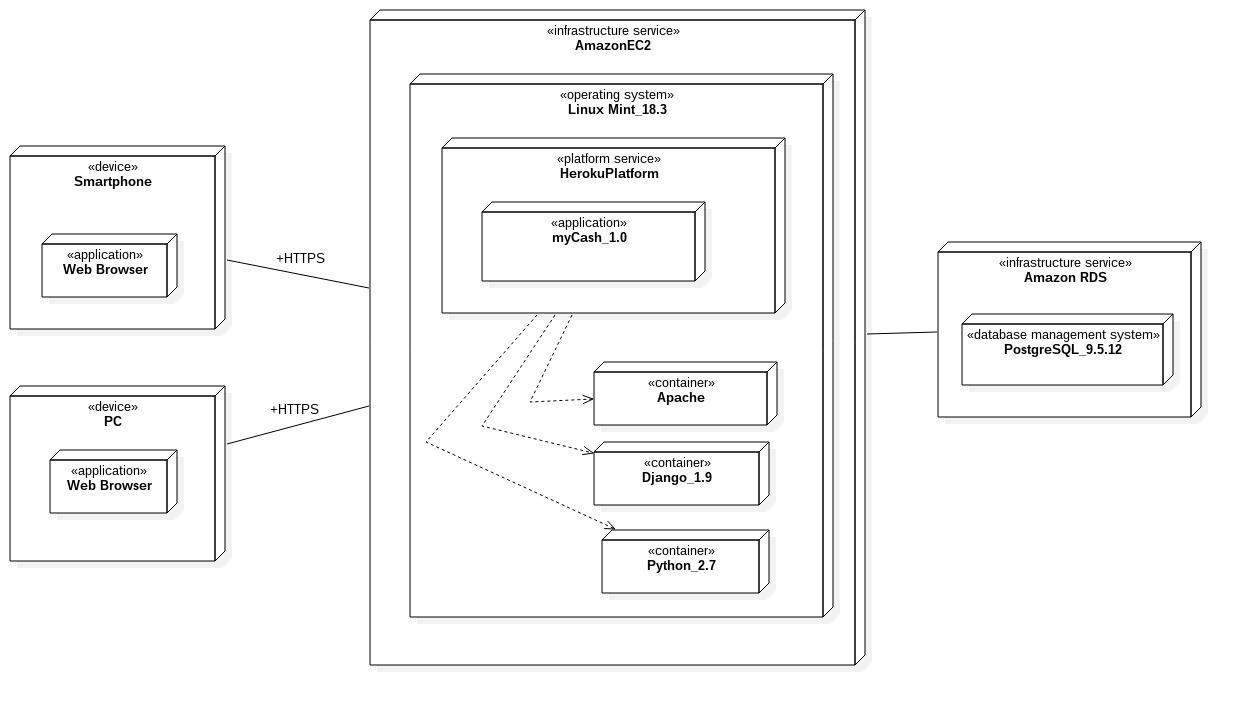 «infrastructure service»
AmazonEC2
«operating system»
Linux Mint_18.3
«platform service»
HerokuPlatform
«application»
myCash_1.0
«device»
Smartphone
«application»
Web Browser
+HTTPS
«infrastructure service»
Amazon RDS
«database management system»
PostgreSQL_9.5.12
«container»
Apache
«device»
PC
+HTTPS
«application»
Web Browser
«container»
Django_1.9
«container»
Python_2.7